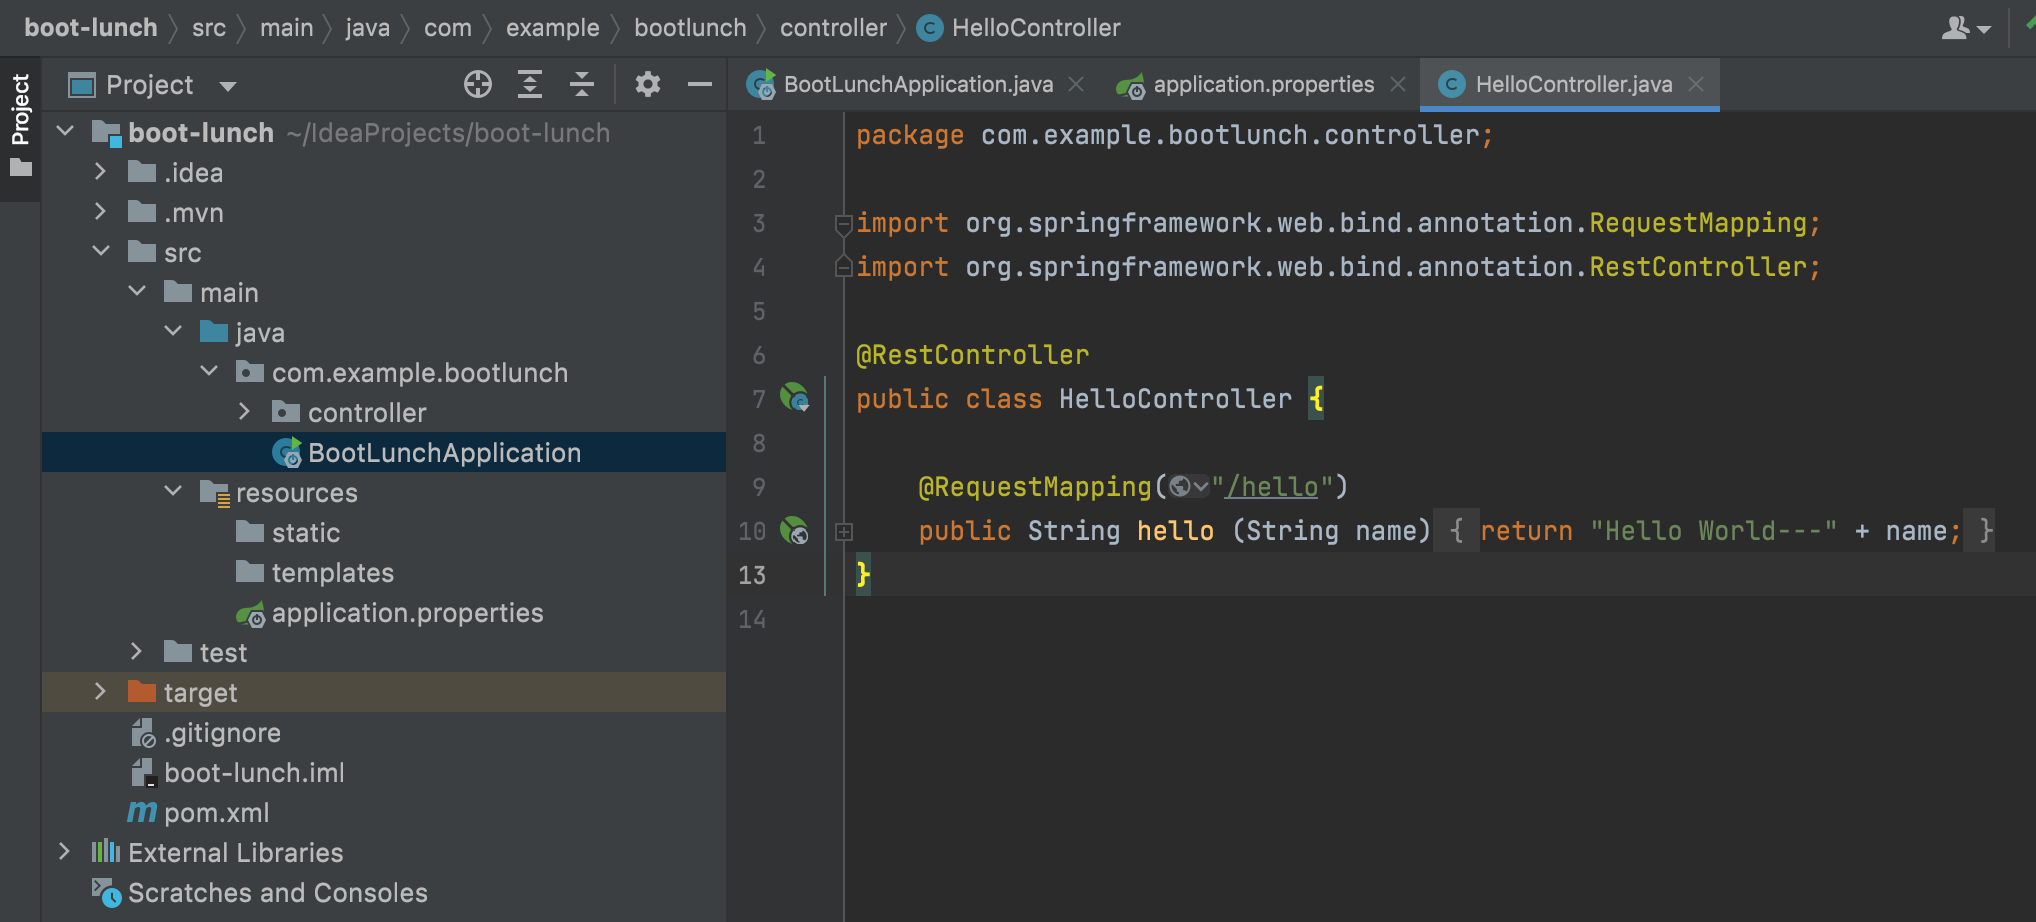 boot-lunch src main java com example bootlunch controller HelloController
Project
Project
BootLunchApplication.java application.properties HelloController.java
boot-lunch ~/IdeaProjects/boot-lunch
.idea
.mvn
src
main
java
com.example.bootlunch
controller
BootLunchApplication
resources
static
templates
application.properties
test
target
.gitignore
boot-lunch.iml
pom.xml
External Libraries
Scratches and Consoles
1 package com.example.bootlunch.controller;
2
3 import org.springframework.web.bind.annotation.RequestMapping;
4 import org.springframework.web.bind.annotation.RestController;
5
6 @RestController
7 public class HelloController {
8
9 @RequestMapping("/hello")
10 public String hello (String name) { return "Hello World---" + name; }
13 }
14